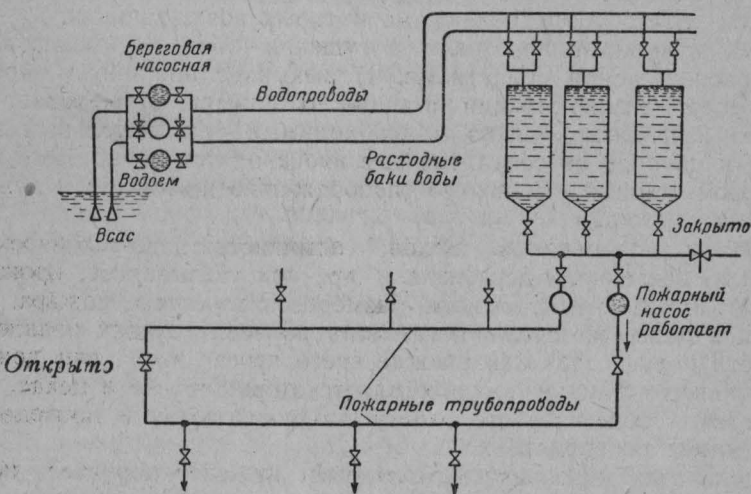 Береговая
насосная
Водопроводы
Водоем
Расходные
баки воды
Всас
Закрыто
Пожарный
насос
работает
Открыто
Пожарные трубопроводы